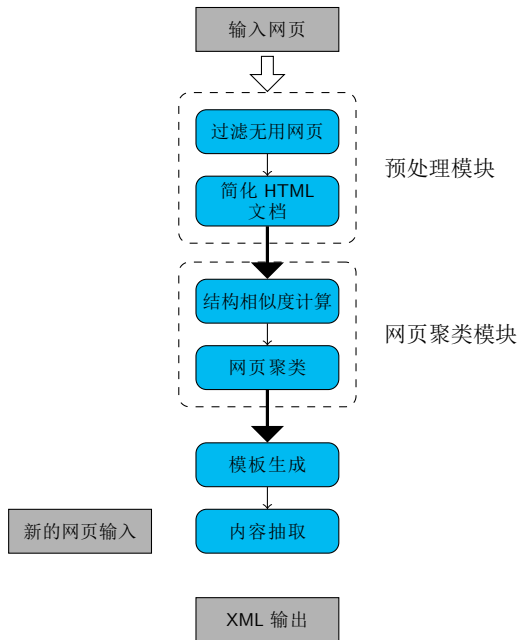 输入网页
过滤无用网页
简化 HTML
文档
预处理模块
结构相似度计算
网页聚类
网页聚类模块
模板生成
新的网页输入
内容抽取
XML 输出